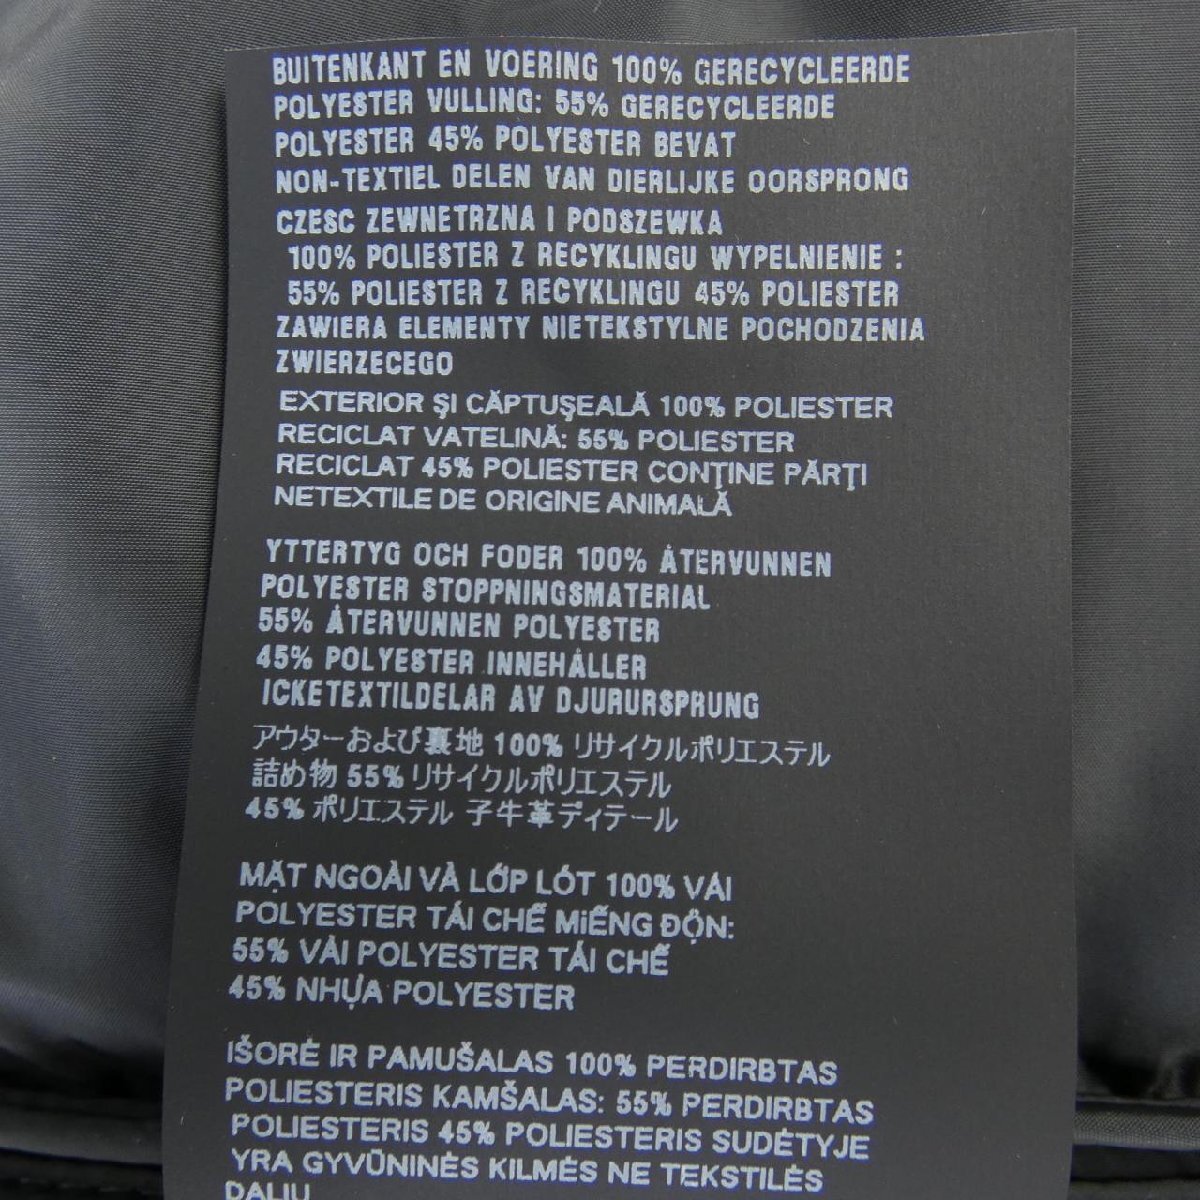 BUITENKANT EN VOERING 100% GERECYCLEERDE
POLYESTER VULLING: 55% GERECYCLEERDE
POLYESTER 45% POLYESTER BEVAT
NON-TEXTIEL DELEN VAN DIERLIJKE OORSPRONG
CZESC ZEWNETRZNA I PODSZEWKA
100% POLIESTER Z RECYKLINGU WYPELNIENIE :
55% POLIESTER Z RECYKLINGU 45% POLIESTER
ZAWIERA ELEMENTY NIETEKSTYLNE POCHODZENIA
ZWIERZECEGO
EXTERIOR ȘI CĂPTUȘEALĂ 100% POLIESTER
RECICLAT VATELINĂ: 55% POLIESTER
RECICLAT 45% POLIESTER CONȚINE PĂRȚI
NETEXTILE DE ORIGINE ANIMALĂ
YTTERTYG OCH FODER 100% ÅTERVUNNEN
POLYESTER STOPPNINGSMATERIAL
55% ÅTERVUNNEN POLYESTER
45% POLYESTER INNEHÅLLER
ICKETEXTILDELAR AV DJURURSPRUNG
アウターおよび裏地 100% リサイクルポリエステル
詰め物 55% リサイクルポリエステル
45% ポリエステル 子牛革ディテール
MẶT NGOÀI VÀ LỚP LÓT 100% VẢI
POLYESTER TÁI CHẾ MIẾNG ĐỘN:
55% VẢI POLYESTER TÁI CHẾ
45% NHỰA POLYESTER
IŠORĖ IR PAMUŠALAS 100% PERDIRBTAS
POLIESTERIS KAMŠALAS: 55% PERDIRBTAS
POLIESTERIS 45% POLIESTERIS SUDĖTYJE
YRA GYVŪNINĖS KILMĖS NE TEKSTILĖS
DALIU